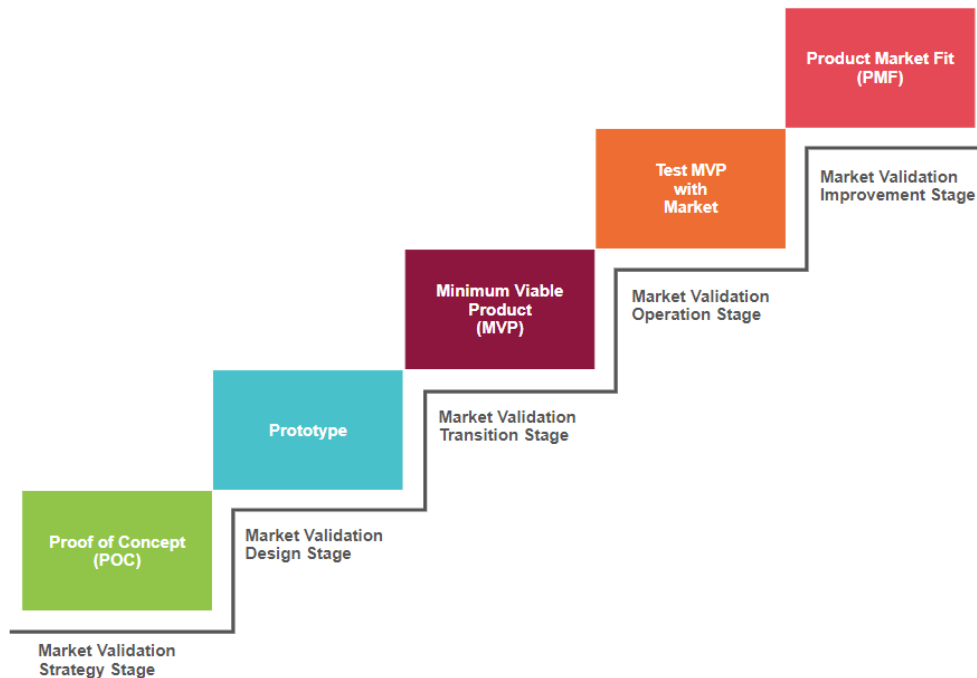 Product Market Fit
(PMF)
Market Validation
Improvement Stage
Test MVP
with
Market
Market Validation
Operation Stage
Minimum Viable
Product
(MVP)
Market Validation
Transition Stage
Prototype
Market Validation
Design Stage
Proof of Concept
(POC)
Market Validation
Strategy Stage